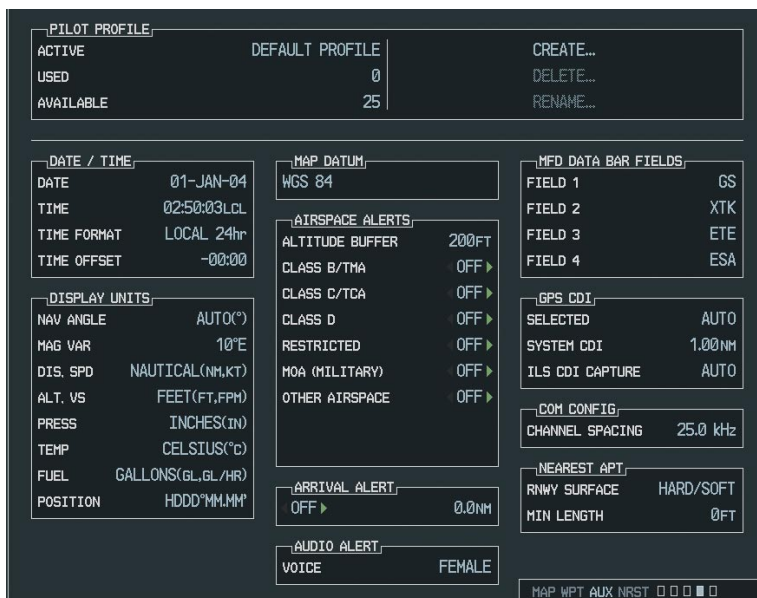 PILOT PROFILE
ACTIVE DEFAULT PROFILE CREATE...
USED 0 DELETE...
AVAILABLE 25 RENAME...
DATE / TIME
DATE 01-JAN-04
TIME 02:50:03LCL
TIME FORMAT LOCAL 24hr
TIME OFFSET -00:00
DISPLAY UNITS
NAV ANGLE AUTO(°)
MAG VAR 10°E
DIS, SPD NAUTICAL(NM,KT)
ALT, VS FEET(FT,FPM)
PRESS INCHES(IN)
TEMP CELSIUS(°C)
FUEL GALLONS(GL,GL/HR)
POSITION HDDD°MM.MM'
MAP DATUM
WGS 84
AIRSPACE ALERTS
ALTITUDE BUFFER 200FT
CLASS B/TMA OFF
CLASS C/TCA OFF
CLASS D OFF
RESTRICTED OFF
MOA (MILITARY) OFF
OTHER AIRSPACE OFF
ARRIVAL ALERT
OFF 0.0NM
AUDIO ALERT
VOICE FEMALE
MFD DATA BAR FIELDS
FIELD 1 GS
FIELD 2 XTK
FIELD 3 ETE
FIELD 4 ESA
GPS CDI
SELECTED AUTO
SYSTEM CDI 1.00NM
ILS CDI CAPTURE AUTO
COM CONFIG
CHANNEL SPACING 25.0 kHz
NEAREST APT
RNWY SURFACE HARD/SOFT
MIN LENGTH 0FT
MAP WPT AUX NRST